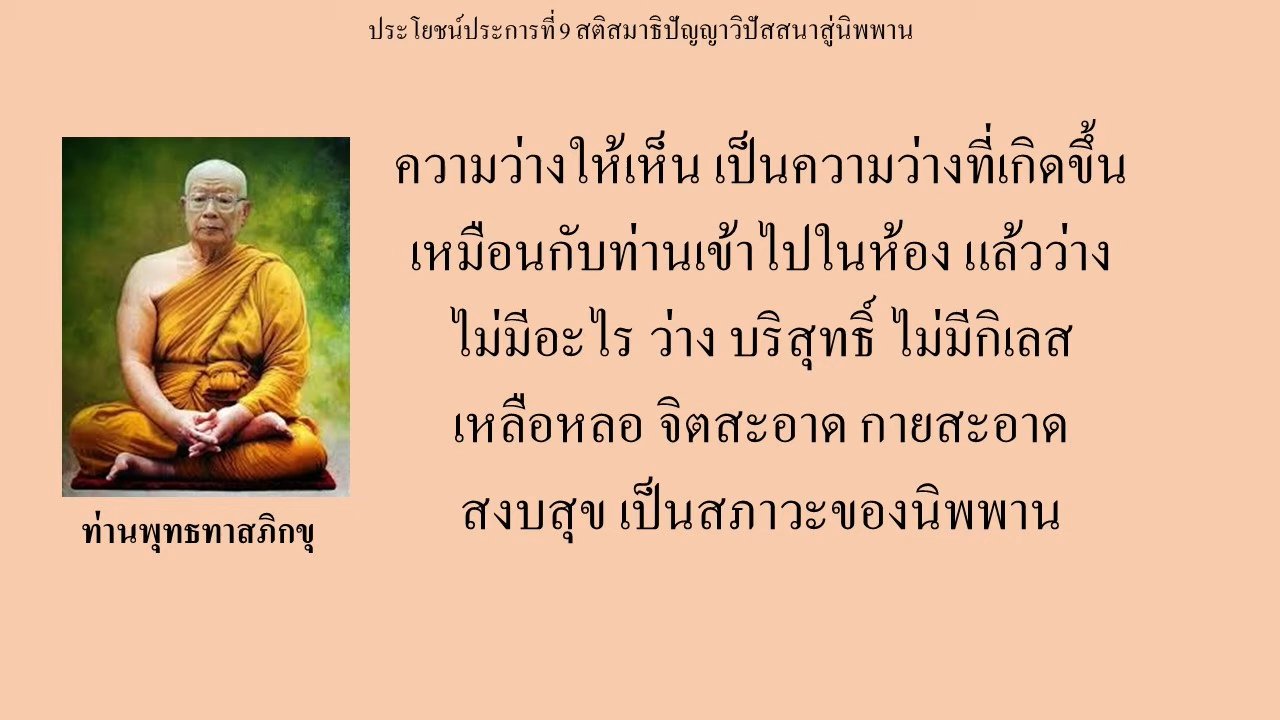 ประโยชน์ประการที่ 9 สติสมาธิปัญญาวิปัสสนาสู่นิพพาน
ความว่างให้เห็น เป็นความว่างที่เกิดขึ้น
เหมือนกับท่านเข้าไปในห้อง แล้วว่าง
ไม่มีอะไร ว่าง บริสุทธิ์ ไม่มีกิเลส
เหลือหลอ จิตสะอาด กายสะอาด
สงบสุข เป็นสภาวะของนิพพาน
ท่านพุทธทาสภิกขุ